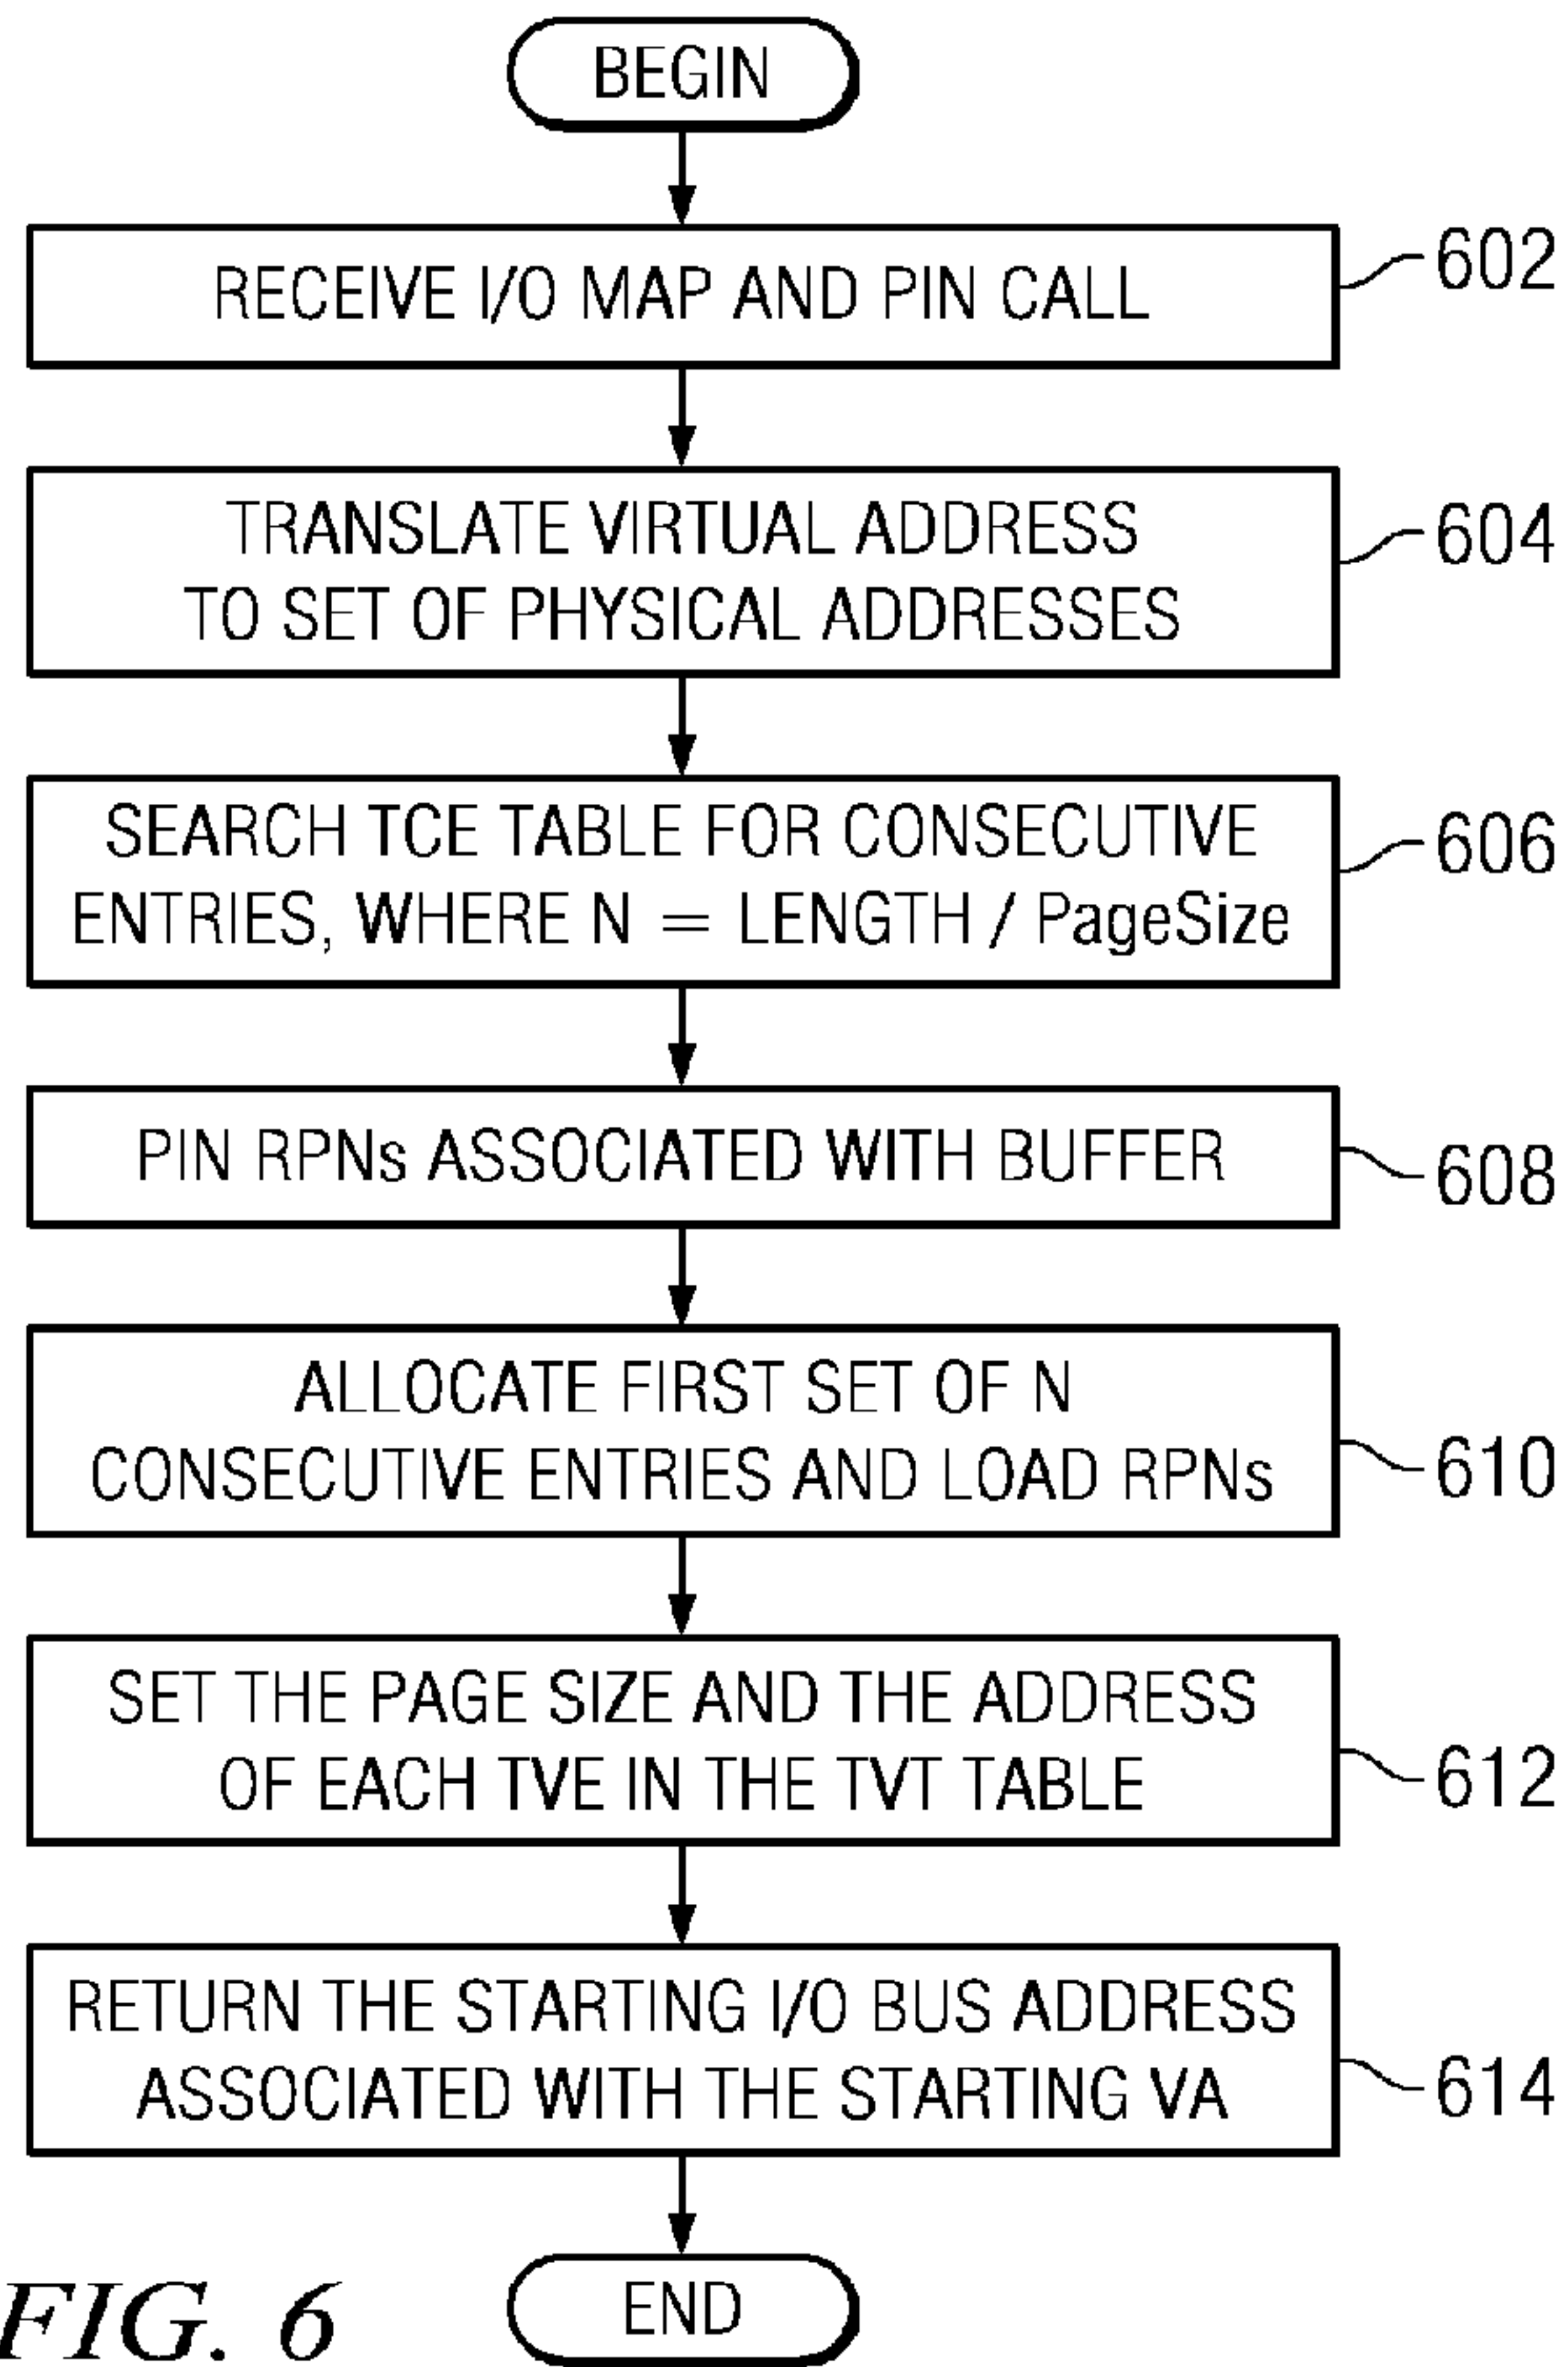 BEGIN
RECEIVE I/O MAP AND PIN CALL
602
TRANSLATE VIRTUAL ADDRESS
TO SET OF PHYSICAL ADDRESSES
604
SEARCH TCE TABLE FOR CONSECUTIVE
ENTRIES, WHERE N = LENGTH / PageSize
606
PIN RPNs ASSOCIATED WITH BUFFER
608
ALLOCATE FIRST SET OF N
CONSECUTIVE ENTRIES AND LOAD RPNs
610
SET THE PAGE SIZE AND THE ADDRESS
OF EACH TVE IN THE TVT TABLE
612
RETURN THE STARTING I/O BUS ADDRESS
ASSOCIATED WITH THE STARTING VA
614
END
FIG. 6